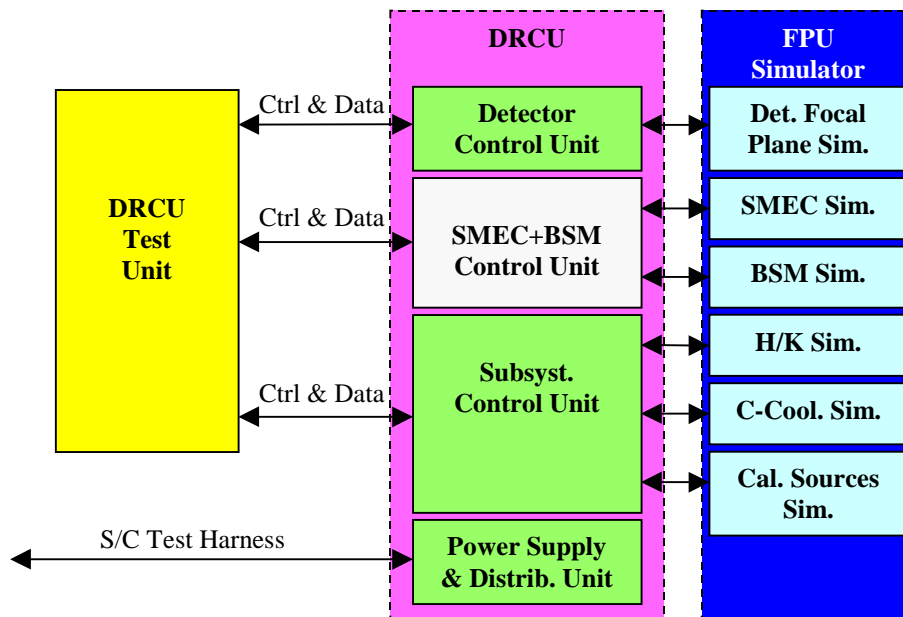 DRCU
FPU
Simulator
DRCU
Test
Unit
Ctrl & Data
Ctrl & Data
Ctrl & Data
S/C Test Harness
Detector
Control Unit
SMEC+BSM
Control Unit
Subsyst.
Control Unit
Power Supply
& Distrib. Unit
Det. Focal
Plane Sim.
SMEC Sim.
BSM Sim.
H/K Sim.
C-Cool. Sim.
Cal. Sources
Sim.